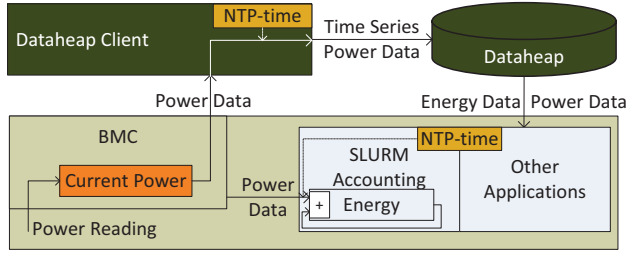 NTP-time
Dataheap Client
Time Series
Power Data
Dataheap
Power Data
Energy Data
Power Data
BMC
NTP-time
SLURM
Accounting
Other
Applications
Current Power
Power
Data
+
Energy
Power Reading